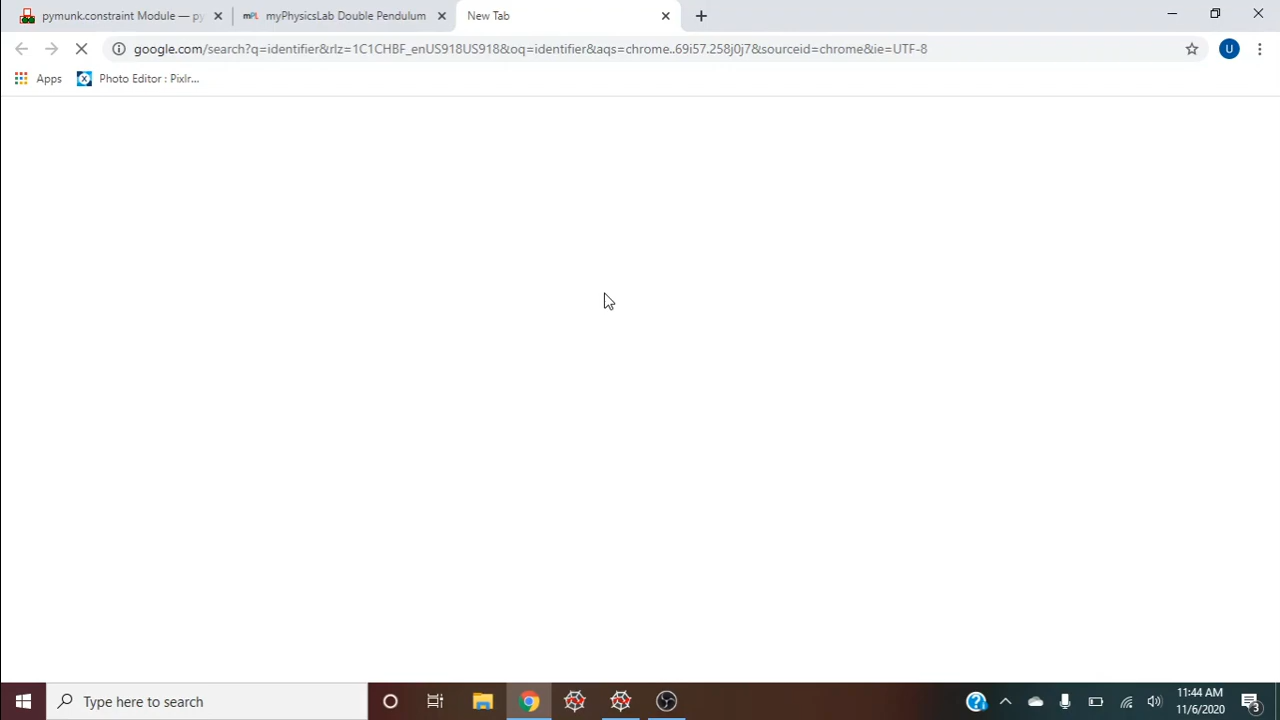 pymunk.constraint Module — py
myPhysicsLab Double Pendulum
New Tab
google.com/search?q=identifier&rlz=1C1CHBF_enUS918US918&oq=identifier&aqs=chrome..69i57.258j0j7&sourceid=chrome&ie=UTF-8
U
Apps
Photo Editor : Pixlr...
Type here to search
11:44 AM
11/6/2020
3